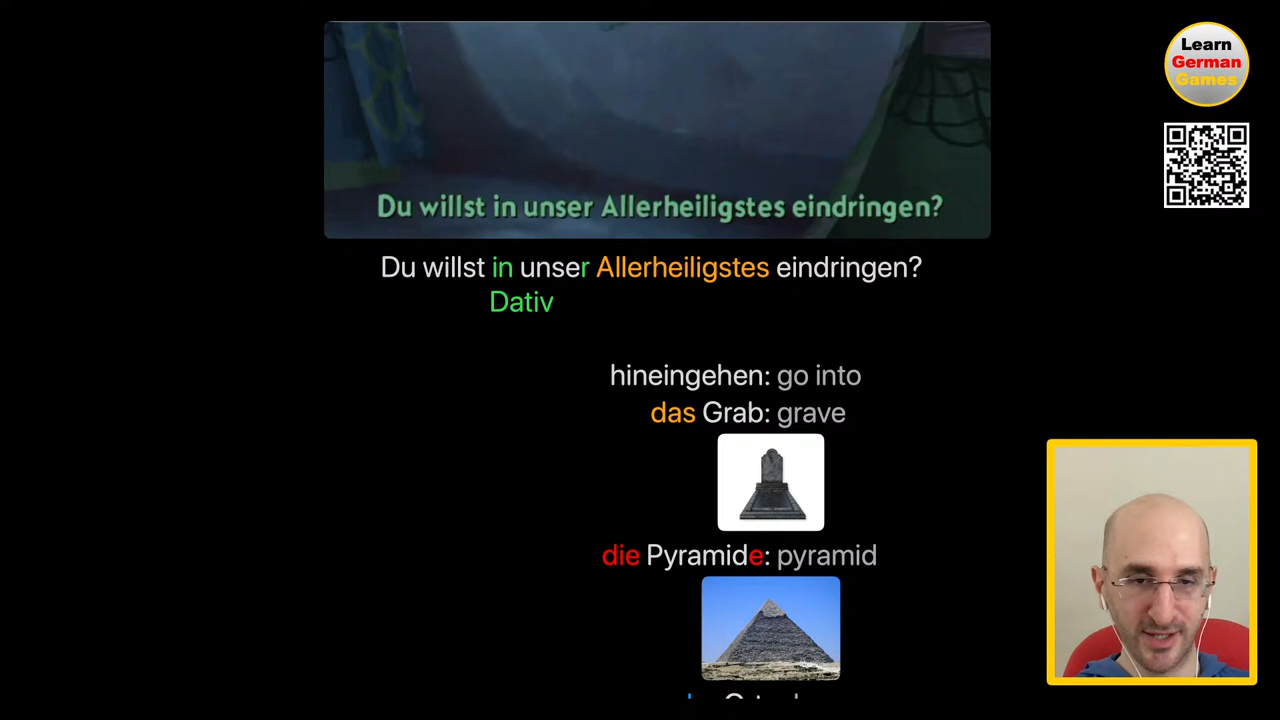 Learn
German
Games
Du willst in unser Allerheiligstes eindringen?
Du willst in unser Allerheiligstes eindringen?
Dativ
hineingehen: go into
das Grab: grave
die Pyramide: pyramid